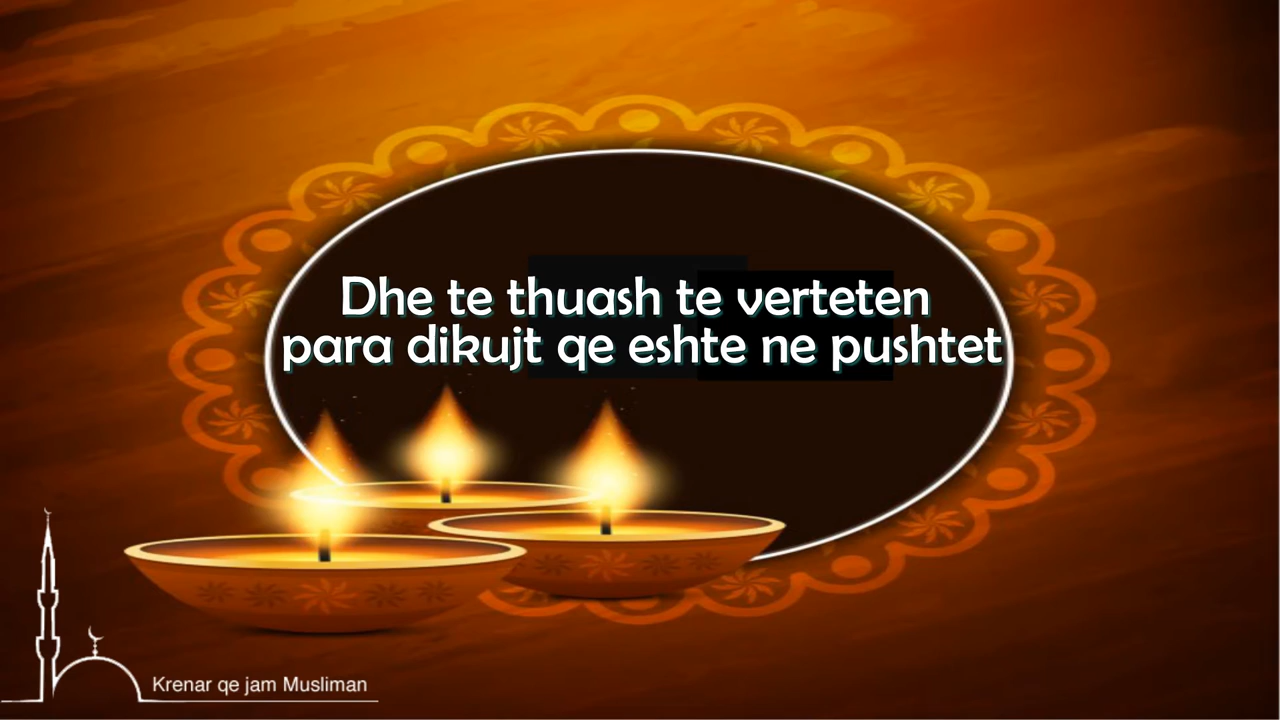 Dhe te thuash te verteten
para dikujt qe eshte ne pushtet
Krenar qe jam Musliman